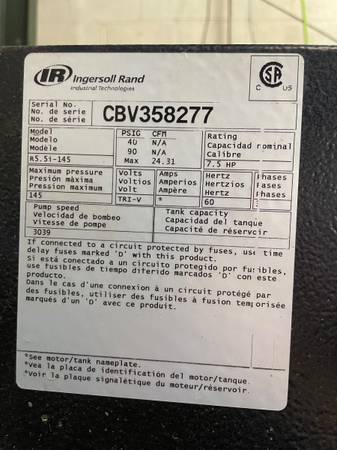 IR Ingersoll Rand
Industrial Technologies
CSA
C US
Serial No.
No. de serie
No. de série
CBV358277
Model
Modelo
Modèle
R5.5i-145
PSIG CFM
40 N/A
90 N/A
Max 24.31
Rating
Capacidad nominal
Calibre
7.5 HP
Maximum pressure
Presión màxima
Pression maximum
145
Volts
Voltios
Volts
TRI-V
Amps
Amperios
Ampères
*
Hertz
Hertzios
Hertz
60
Phases
Fases
Phases
3
Pump speed
Velocidad de bombeo
Vitesse de pompe
3039
Tank capacity
Capacidad del tanque
Capacité de réservoir
If connected to a circuit protected by fuses, use time
delay fuses marked 'D' with this product.
Si está conectado a un circuito protegido por fusibles,
use fusibles de tiempo diferido marcados 'D' con este
producto.
Dans le cas d'une connexion à un circuit protégé par
des fusibles, utiliser des fusibles à fusion temporisée
marqués d'un 'D' avec ce produit.
*see motor/tank nameplate.
*Vea la placa de identificación del motor/tanque.
*Voir la plaque signalétique du moteur/réservoir.